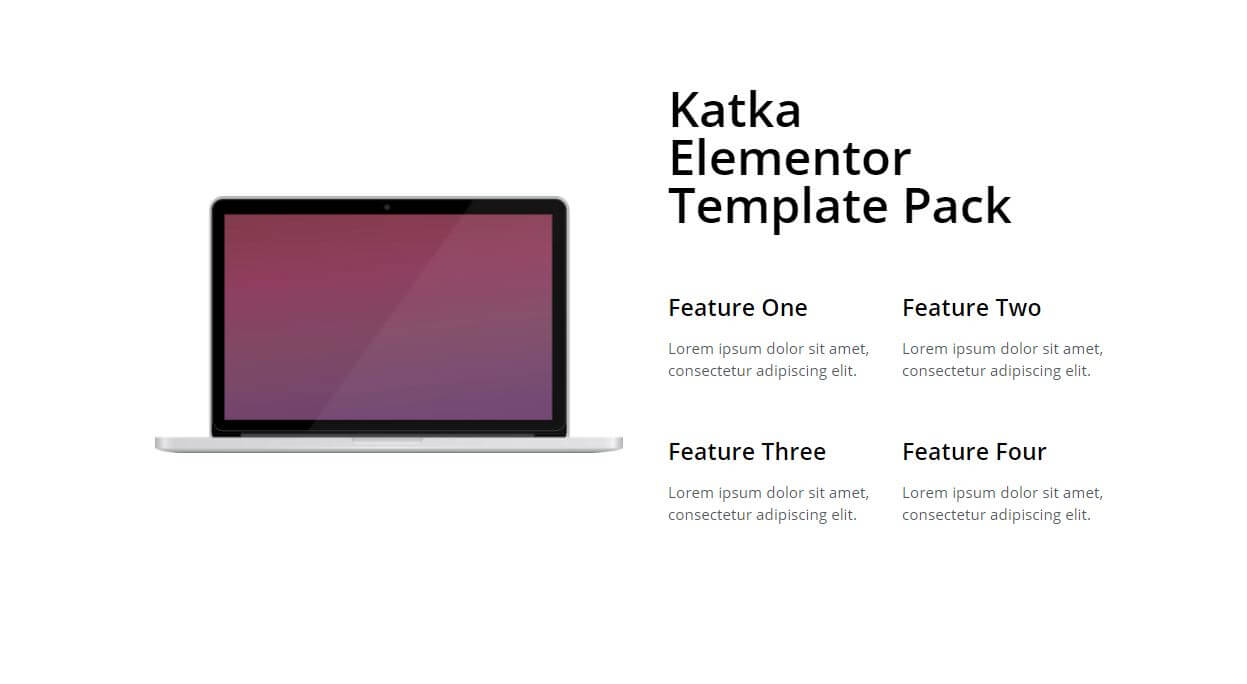 Katka
Elementor
Template Pack
Feature One
Lorem ipsum dolor sit amet,
consectetur adipiscing elit.
Feature Two
Lorem ipsum dolor sit amet,
consectetur adipiscing elit.
Feature Three
Lorem ipsum dolor sit amet,
consectetur adipiscing elit.
Feature Four
Lorem ipsum dolor sit amet,
consectetur adipiscing elit.